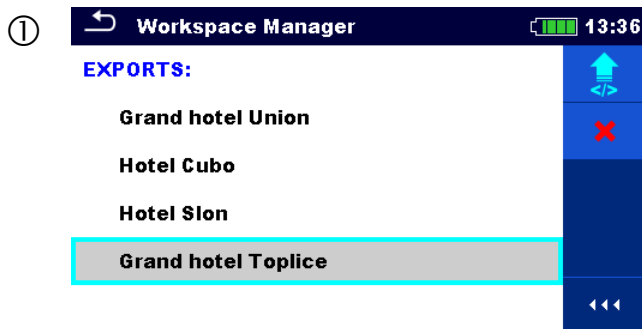 ①
Workspace Manager 13:36
EXPORTS:
</>
Grand hotel Union
Hotel Cubo
Hotel Slon
Grand hotel Toplice